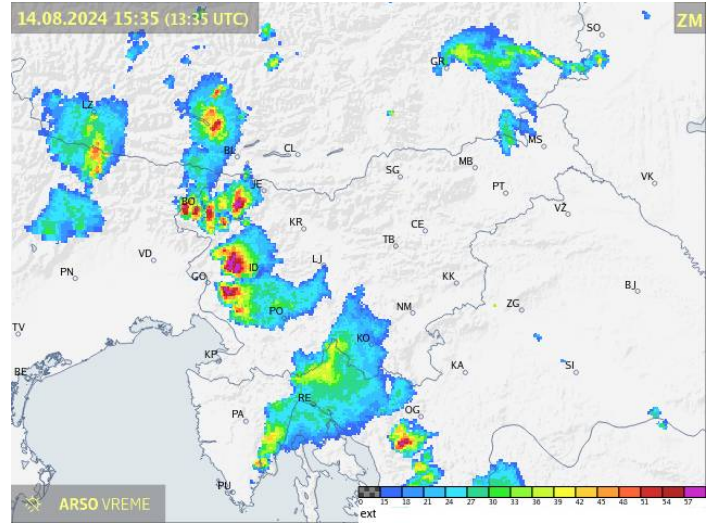 14.08.2024 15:35 (13:35 UTC)
ZM
SO
GR
LZ
MS
BL
CL
MB
SG
VK
JE
PT
BO
VŽ
KR
CE
TB
VD
LJ
ID
GO
PN
KK
BJ
PO
NM
ZG
TV
KO
KP
BE
KA
SI
RE
PA
OG
PU
ARSO VREME
0 15 18 21 24 27 30 33 36 39 42 45 48 51 54 57
ext